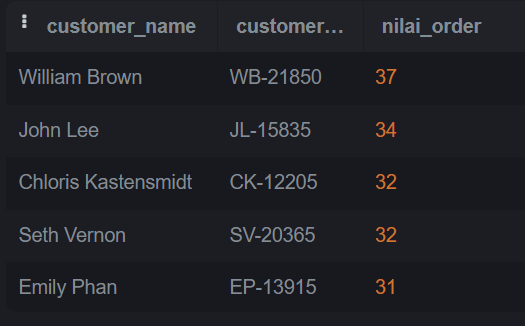 customer_name customer... nilai_order
William Brown WB-21850 37
John Lee JL-15835 34
Chloris Kastensmidt CK-12205 32
Seth Vernon SV-20365 32
Emily Phan EP-13915 31